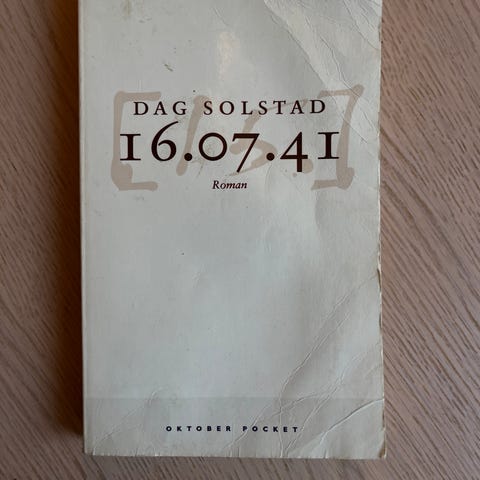 DAG SOLSTAD
16.07.41
Roman
OKTOBER POCKET